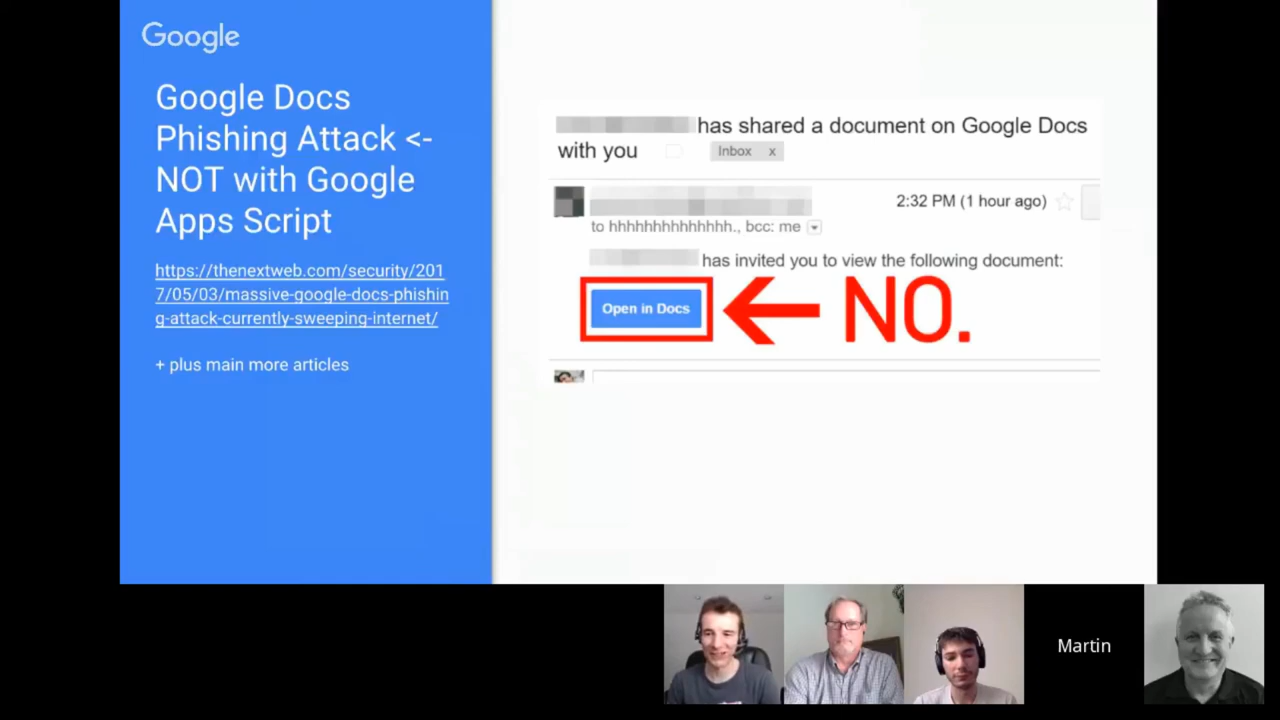 Google
Google Docs
Phishing Attack <-
NOT with Google
Apps Script
https://thenextweb.com/security/201
7/05/03/massive-google-docs-phishin
g-attack-currently-sweeping-internet/
+ plus main more articles
has shared a document on Google Docs
with you Inbox x
2:32 PM (1 hour ago)
to hhhhhhhhhhhhhh., bcc: me
has invited you to view the following document:
Open in Docs NO.
Martin